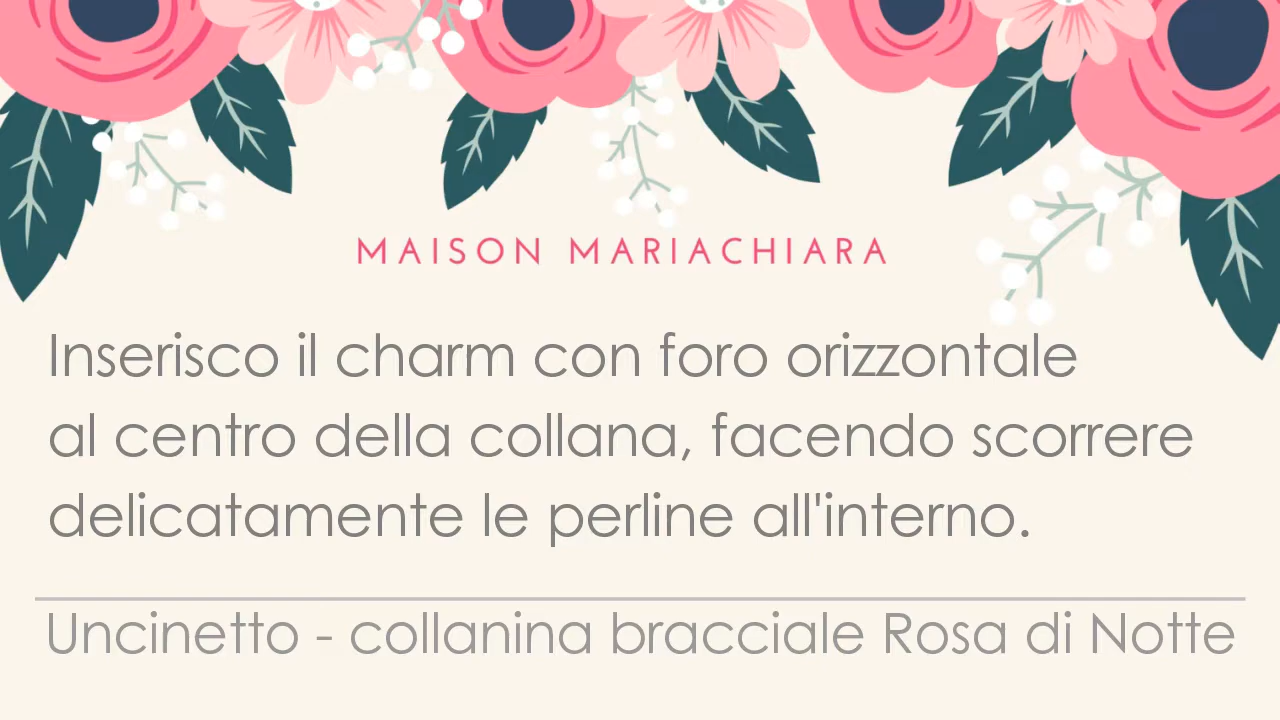 MAISON MARIACHIARA
Inserisco il charm con foro orizzontale
al centro della collana, facendo scorrere
delicatamente le perline all'interno.
Uncinetto - collanina bracciale Rosa di Notte